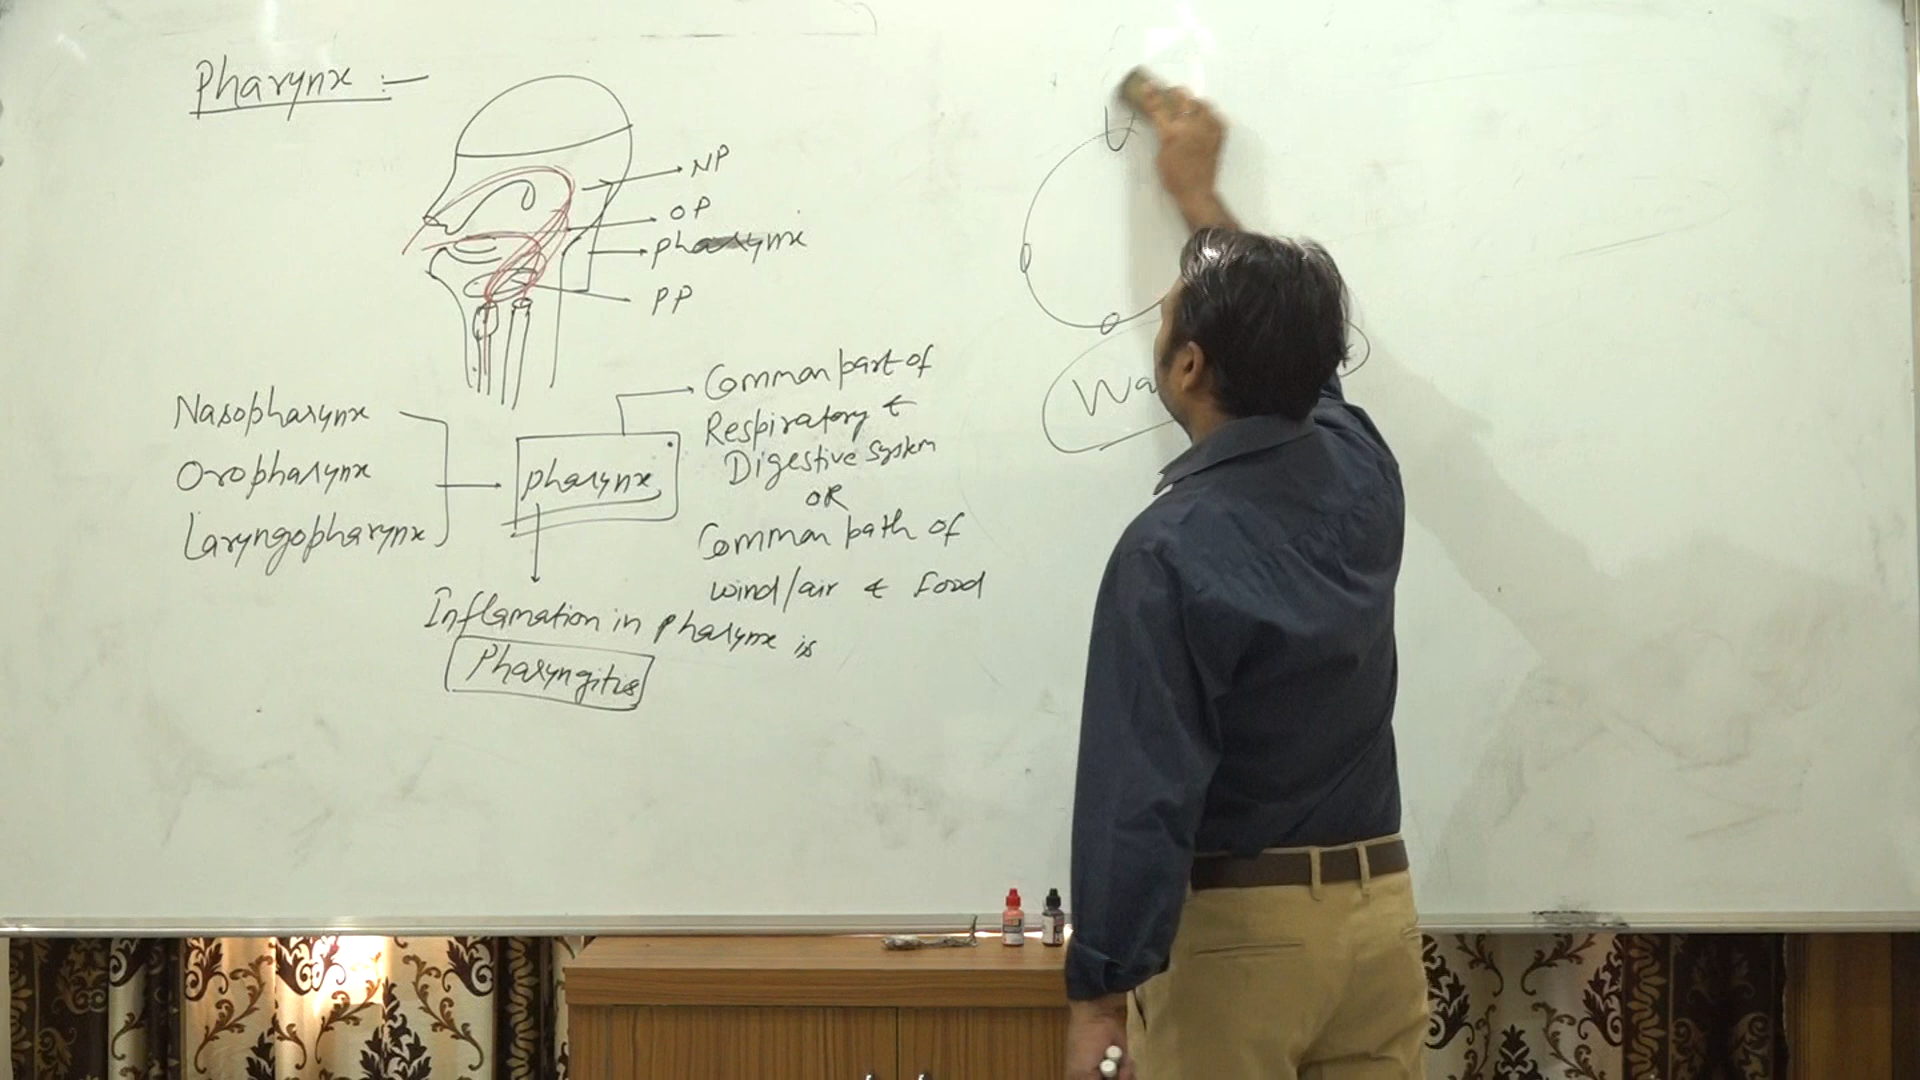 Pharynx :-
NP
OP
pharynx
PP
Common part of
Respiratory &
Digestive system
OR
Common path of
wind/air & food
Nasopharynx
Oropharynx
Laryngopharynx
pharynx
Inflamation in pharynx is
Pharyngitis
Wa